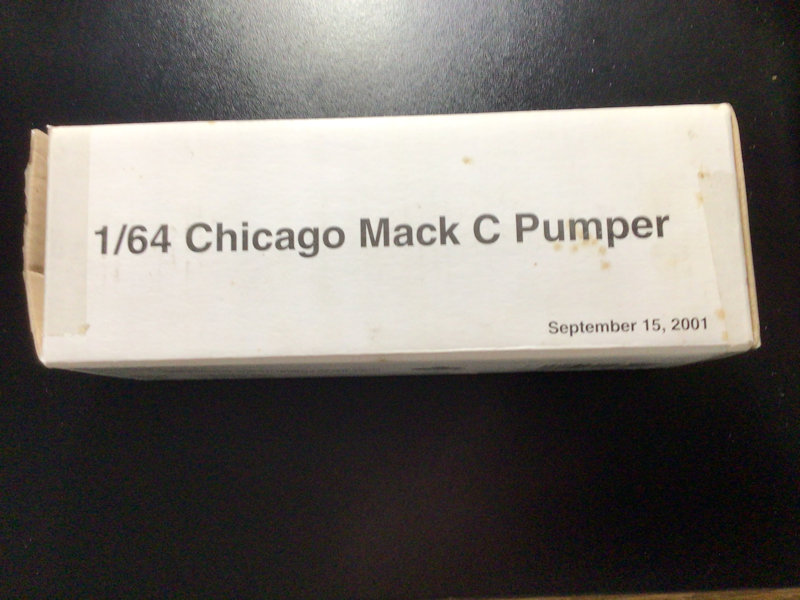 1/64 Chicago Mack C Pumper
September 15, 2001